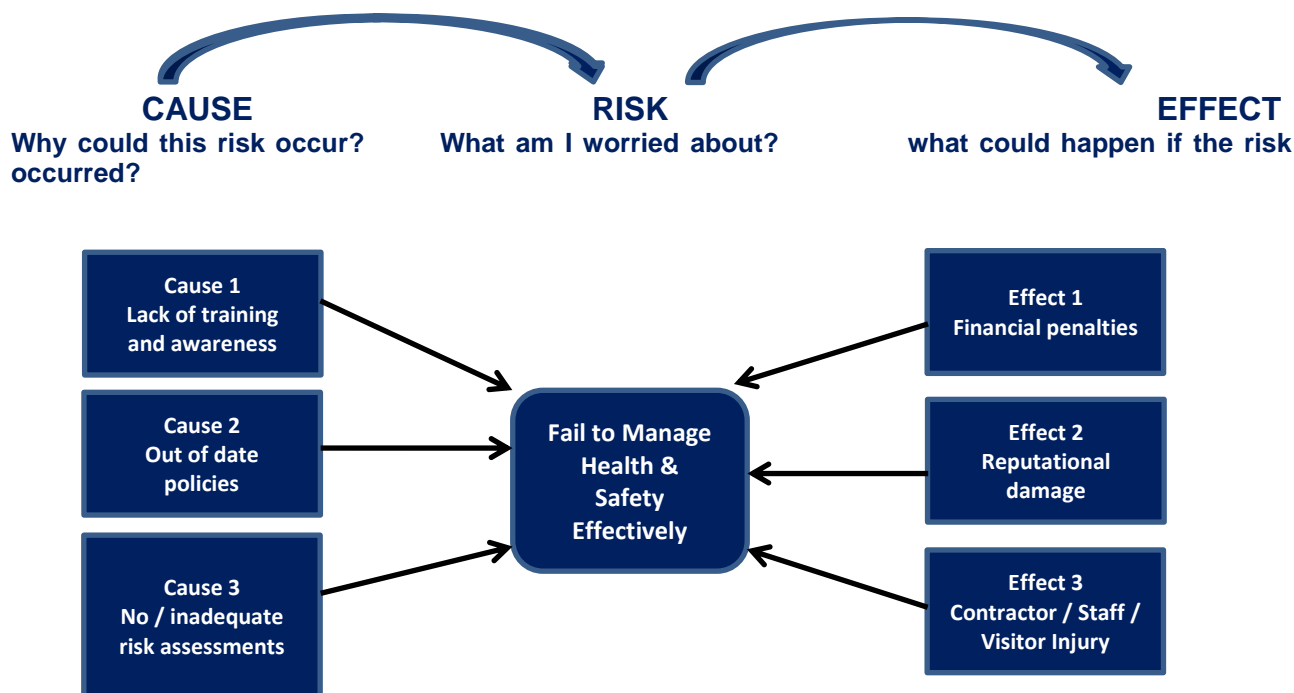 CAUSE RISK EFFECT
Why could this risk occur? What am I worried about? what could happen if the risk
occurred?
Cause 1
Lack of training
and awareness
Cause 2
Out of date
policies
Cause 3
No / inadequate
risk assessments
Fail to Manage
Health &
Safety
Effectively
Effect 1
Financial penalties
Effect 2
Reputational
damage
Effect 3
Contractor / Staff /
Visitor Injury